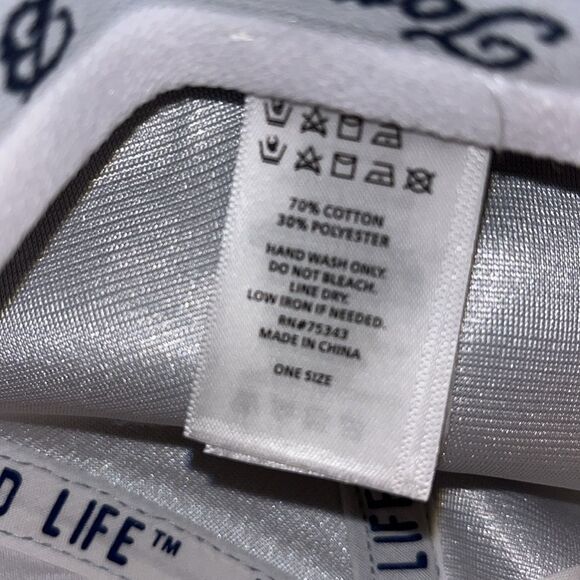 70% COTTON
30% POLYESTER
HAND WASH ONLY.
DO NOT BLEACH.
LINE DRY.
LOW IRON IF NEEDED.
RN#75343
MADE IN CHINA
ONE SIZE
D LIFE™
LIFE
B